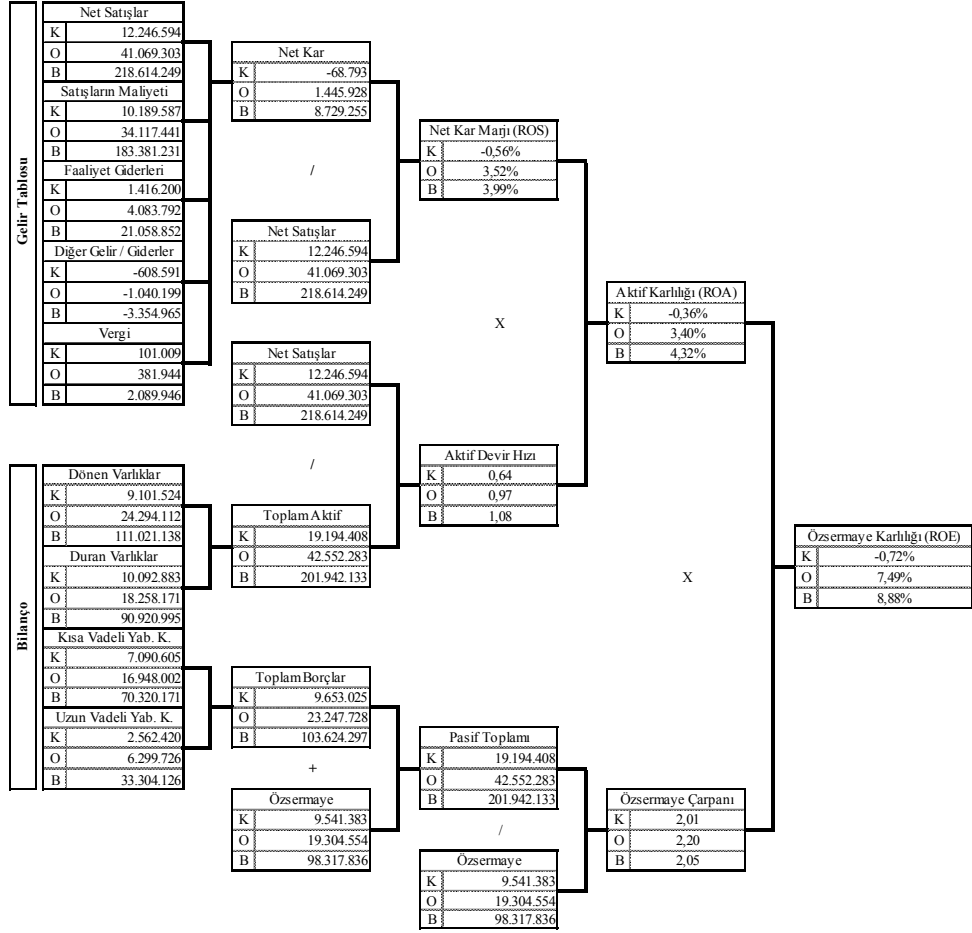 Gelir Tablosu
Net Satışlar
K 12.246.594
O 41.069.303
B 218.614.249
Satışların Maliyeti
K 10.189.587
O 34.117.441
B 183.381.231
Faaliyet Giderleri
K 1.416.200
O 4.083.792
B 21.058.852
Diğer Gelir / Giderler
K -608.591
O -1.040.199
B -3.354.965
Vergi
K 101.009
O 381.944
B 2.089.946
Net Kar
K -68.793
O 1.445.928
B 8.729.255
/
Net Satışlar
K 12.246.594
O 41.069.303
B 218.614.249
Net Kar Marjı (ROS)
K -0,56%
O 3,52%
B 3,99%
X
Net Satışlar
K 12.246.594
O 41.069.303
B 218.614.249
/
Toplam Aktif
K 19.194.408
O 42.552.283
B 201.942.133
Aktif Devir Hızı
K 0,64
O 0,97
B 1,08
Aktif Karlılığı (ROA)
K -0,36%
O 3,40%
B 4,32%
X
Özsermaye Karlılığı (ROE)
K -0,72%
O 7,49%
B 8,88%
Bilanço
Dönen Varlıklar
K 9.101.524
O 24.294.112
B 111.021.138
Duran Varlıklar
K 10.092.883
O 18.258.171
B 90.920.995
Kısa Vadeli Yab. K.
K 7.090.605
O 16.948.002
B 70.320.171
Uzun Vadeli Yab. K.
K 2.562.420
O 6.299.726
B 33.304.126
Toplam Borçlar
K 9.653.025
O 23.247.728
B 103.624.297
+
Özsermaye
K 9.541.383
O 19.304.554
B 98.317.836
Pasif Toplamı
K 19.194.408
O 42.552.283
B 201.942.133
/
Özsermaye
K 9.541.383
O 19.304.554
B 98.317.836
Özsermaye Çarpanı
K 2,01
O 2,20
B 2,05